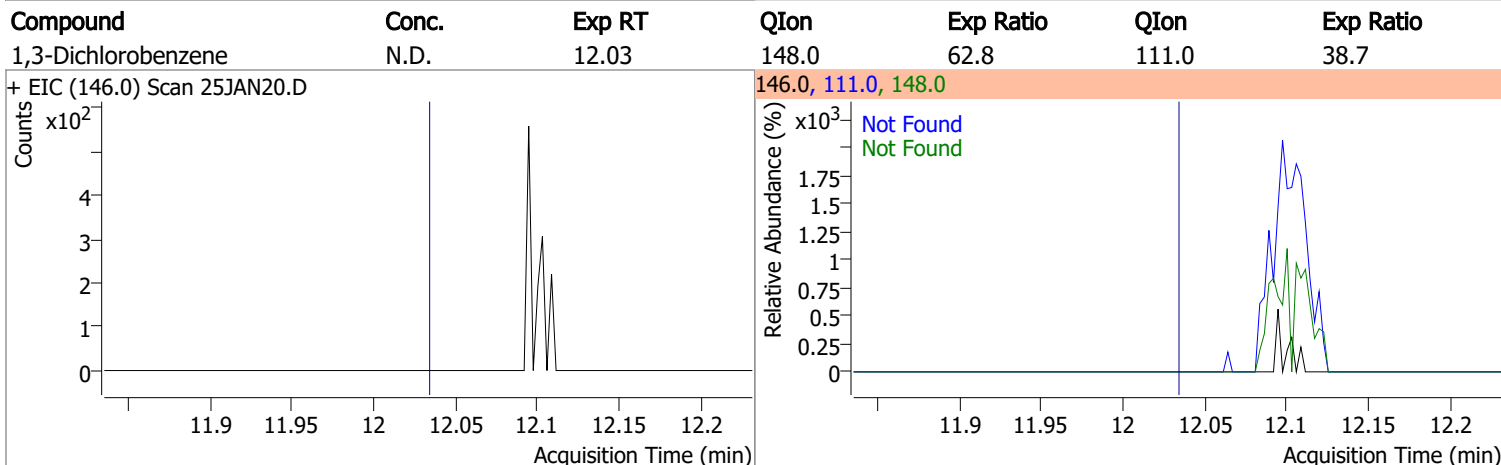 Compound Conc. Exp RT QIon Exp Ratio QIon Exp Ratio
1,3-Dichlorobenzene N.D. 12.03 148.0 62.8 111.0 38.7
+ EIC (146.0) Scan 25JAN20.D
Counts
x10²
4
3
2
1
0
11.9 11.95 12 12.05 12.1 12.15 12.2
Acquisition Time (min)
146.0, 111.0, 148.0
Relative Abundance (%)
x10³
Not Found
Not Found
1.75
1.5
1.25
1
0.75
0.5
0.25
0
11.9 11.95 12 12.05 12.1 12.15 12.2
Acquisition Time (min)